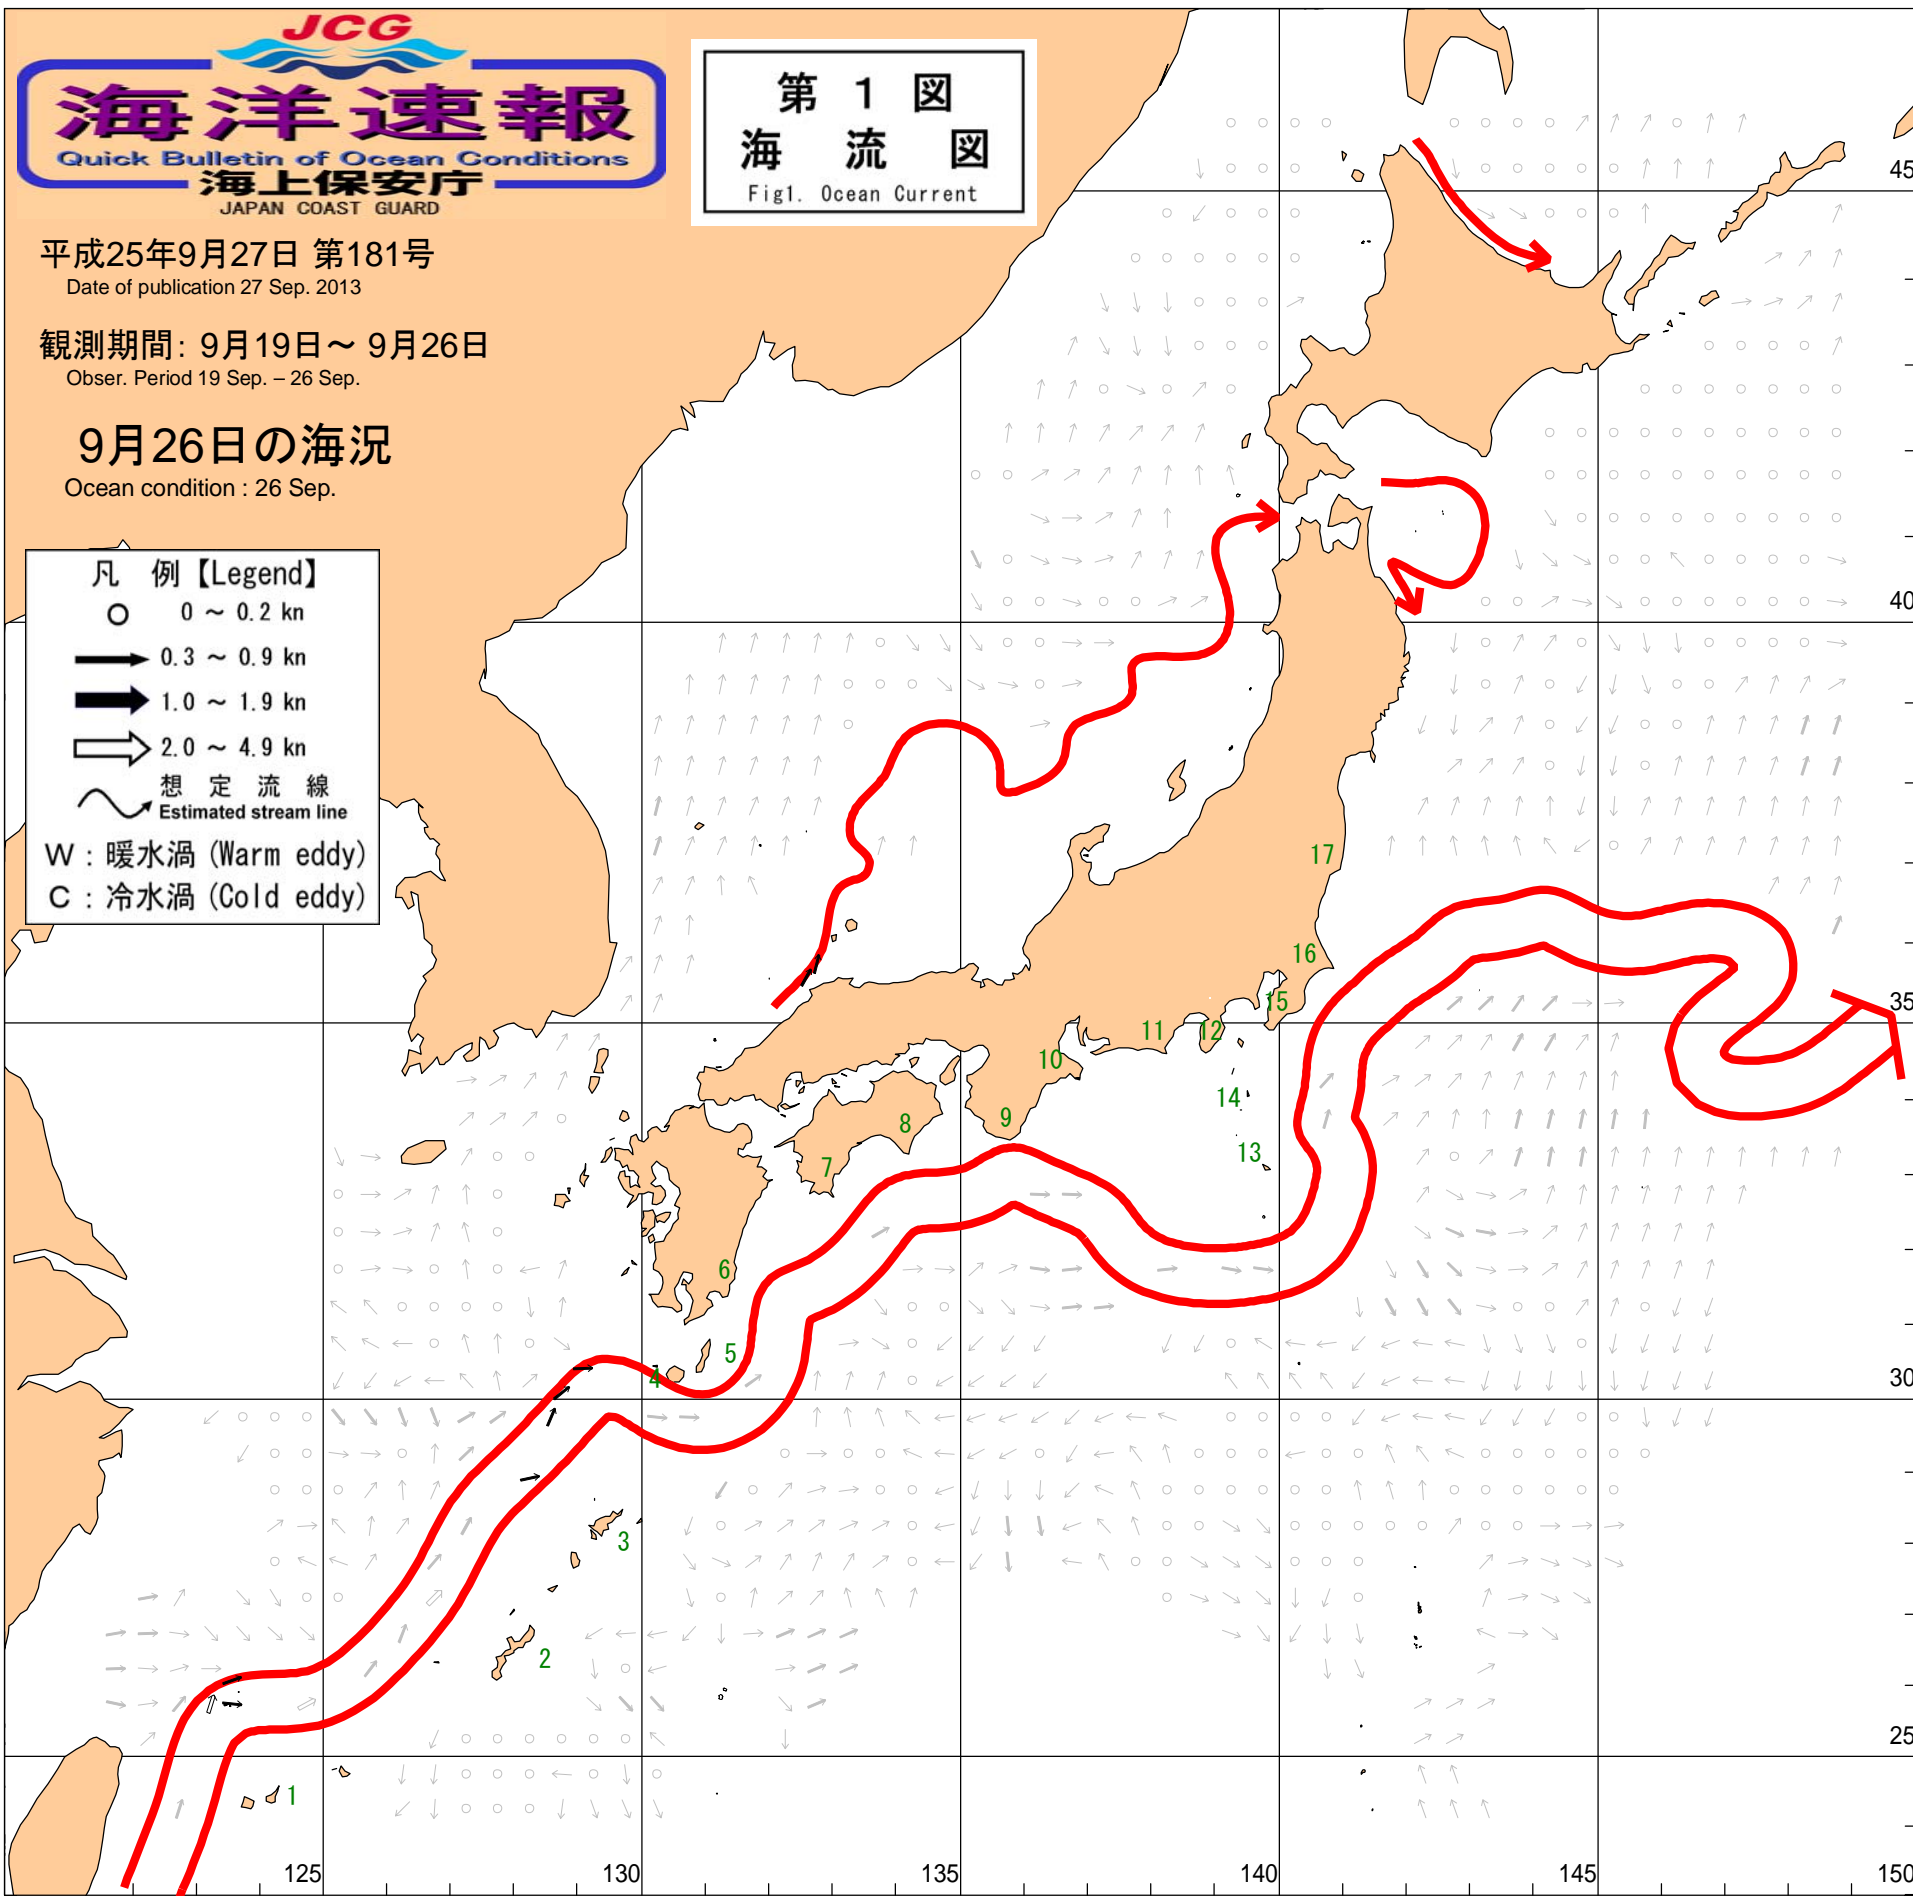 JCG
海洋速報
Quick Bulletin of Ocean Conditions
海上保安庁
JAPAN COAST GUARD
第 1 図
海 流 図
Fig1. Ocean Current
平成25年9月27日 第181号
Date of publication 27 Sep. 2013
観測期間: 9月19日～ 9月26日
Obser. Period 19 Sep. – 26 Sep.
9月26日の海況
Ocean condition : 26 Sep.
凡 例【Legend】
0 ～ 0.2 kn
0.3 ～ 0.9 kn
1.0 ～ 1.9 kn
2.0 ～ 4.9 kn
想 定 流 線
Estimated stream line
W : 暖水渦 (Warm eddy)
C : 冷水渦 (Cold eddy)
45
40
17
16
35
15
12
11
10
14
9
8
13
7
6
5
4
30
3
2
25
1
125
130
135
140
145
150